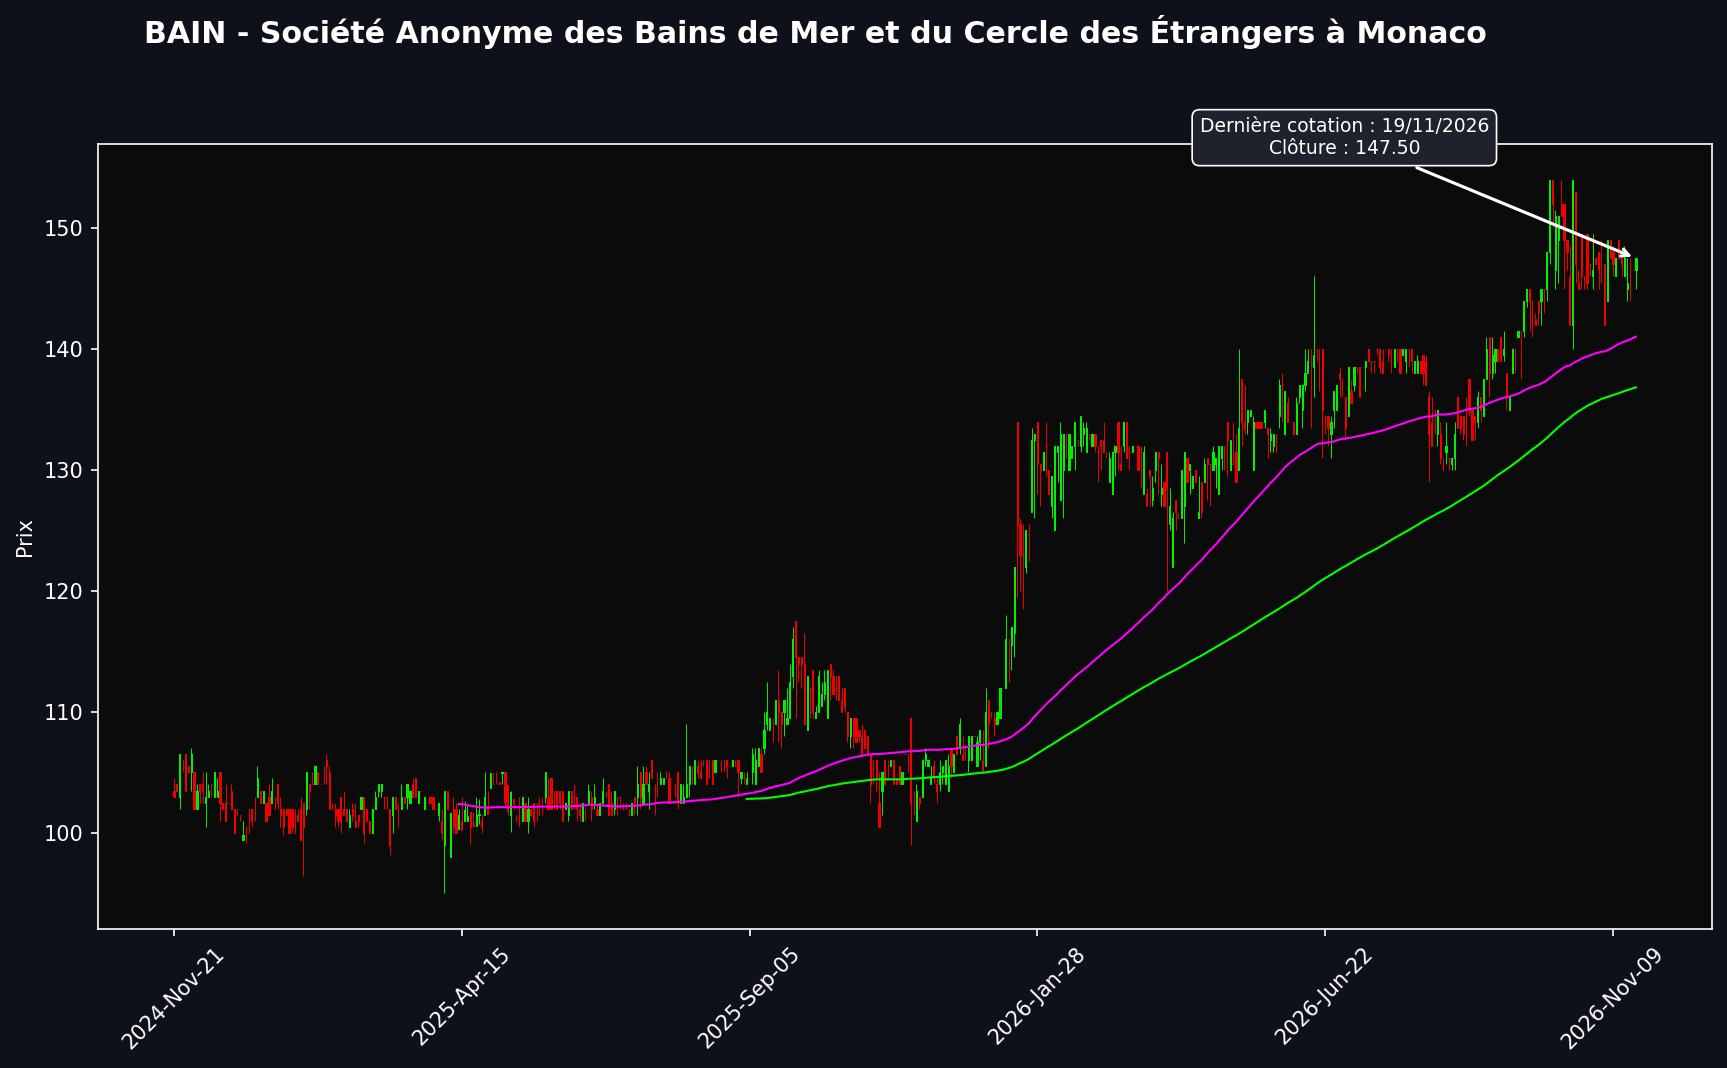 BAIN - Société Anonyme des Bains de Mer et du Cercle des Étrangers à Monaco
Dernière cotation : 19/11/2026
Clôture : 147.50
Prix
150
140
130
120
110
100
2024-Nov-21
2025-Apr-15
2025-Sep-05
2026-Jan-28
2026-Jun-22
2026-Nov-09